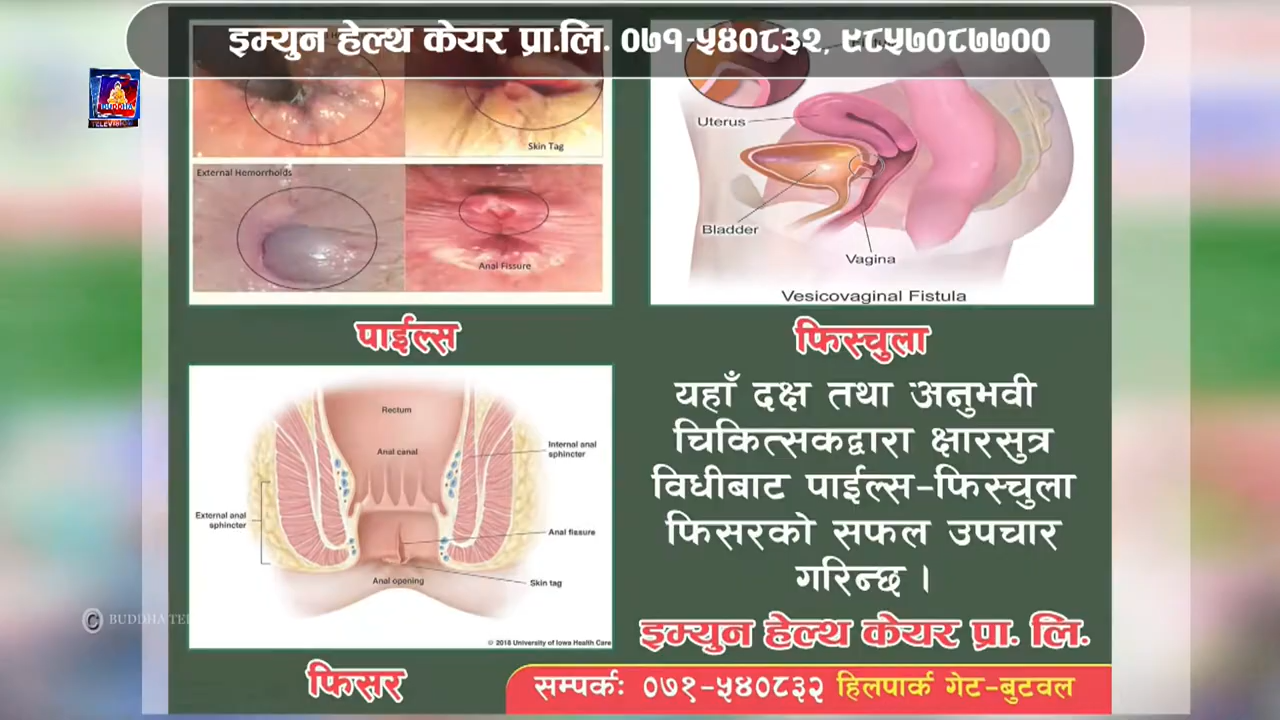 इम्युन हेल्थ केयर प्रा.लि. ०७१-५४०८३२, ९८५७०८७७००
BUDDHA
TELEVISION
Skin Tag
External Hemorrhoids
Anal Fissure
पाईल्स
Uterus
Bladder
Vagina
Vesicovaginal Fistula
फिस्चुला
Rectum
Anal canal
Internal anal
sphincter
External anal
sphincter
Anal fissure
Anal opening
Skin tag
© 2018 University of Iowa Health Care
फिसर
यहाँ दक्ष तथा अनुभवी
चिकित्सकद्वारा क्षारसुत्र
विधीबाट पाईल्स-फिस्चुला
फिसरको सफल उपचार
गरिन्छ ।
इम्युन हेल्थ केयर प्रा. लि.
सम्पर्कः ०७१-५४०८३२ हिलपार्क गेट-बुटवल
© BUDDHA